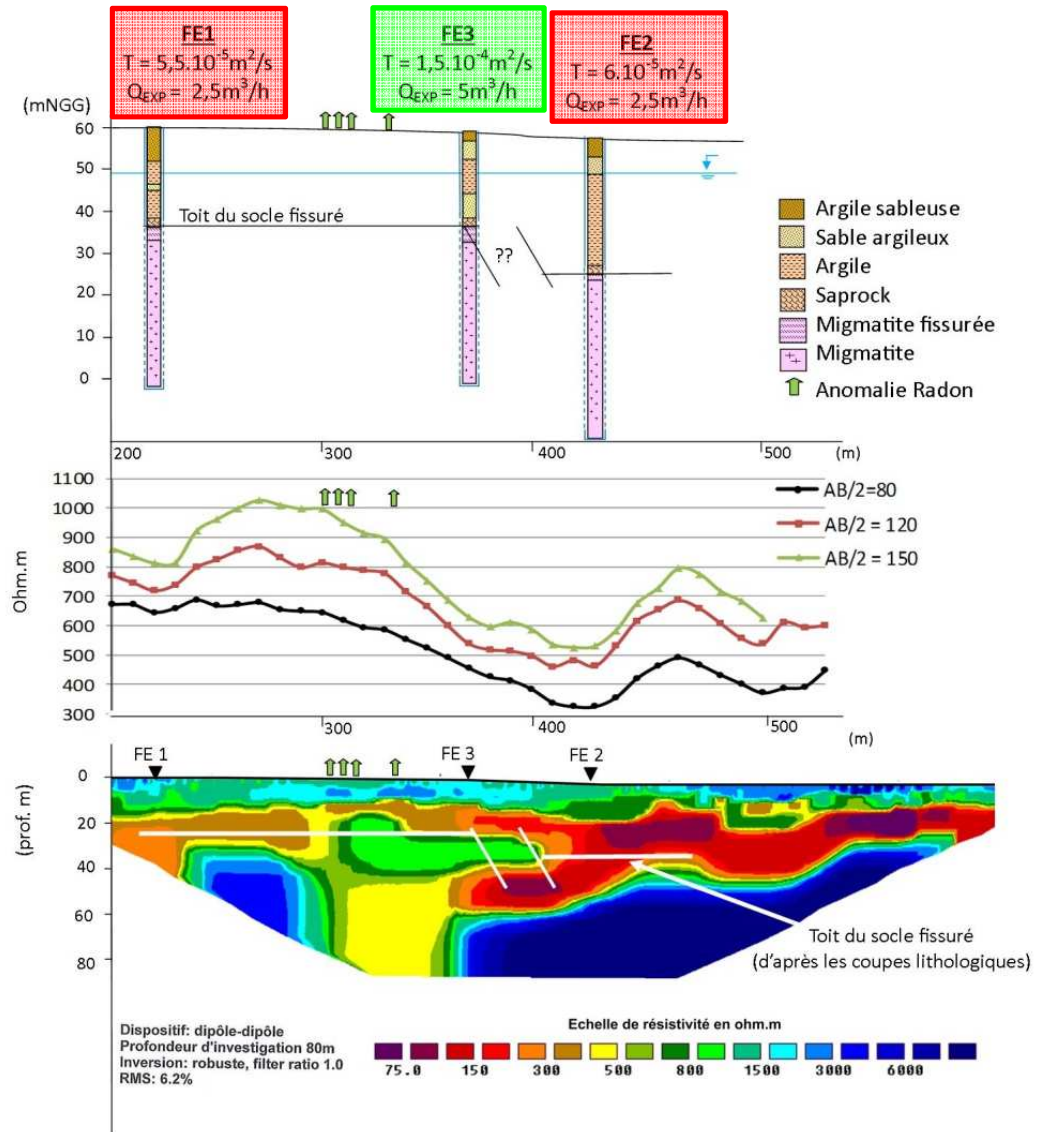 FE1
T = 5,5.10⁻⁵m²/s
Q_EXP = 2,5m³/h
FE3
T = 1,5.10⁻⁴m²/s
Q_EXP = 5m³/h
FE2
T = 6.10⁻⁵m²/s
Q_EXP = 2,5m³/h
(mNGG)
60
50
40
30
20
10
0
Toit du socle fissuré
??
Argile sableuse
Sable argileux
Argile
Saprock
Migmatite fissurée
Migmatite
Anomalie Radon
200 300 400 500 (m)
Ohm.m
1100
1000
900
800
700
600
500
400
300
AB/2=80
AB/2 = 120
AB/2 = 150
300 400 500 (m)
FE 1 FE 3 FE 2
(prof. m)
0
20
40
60
80
Toit du socle fissuré
(d'après les coupes lithologiques)
Dispositif: dipôle-dipôle
Profondeur d'investigation 80m
Inversion: robuste, filter ratio 1.0
RMS: 6.2%
Echelle de résistivité en ohm.m
75.0 150 300 500 800 1500 3000 6000